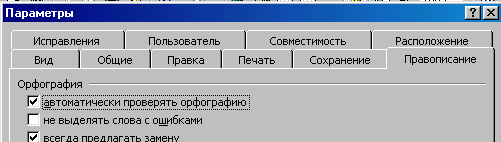 Параметры
Исправления Пользователь Совместимость Расположение
Вид Общие Правка Печать Сохранение Правописание
Орфография
автоматически проверять орфографию
не выделять слова с ошибками
всегда предлагать замену